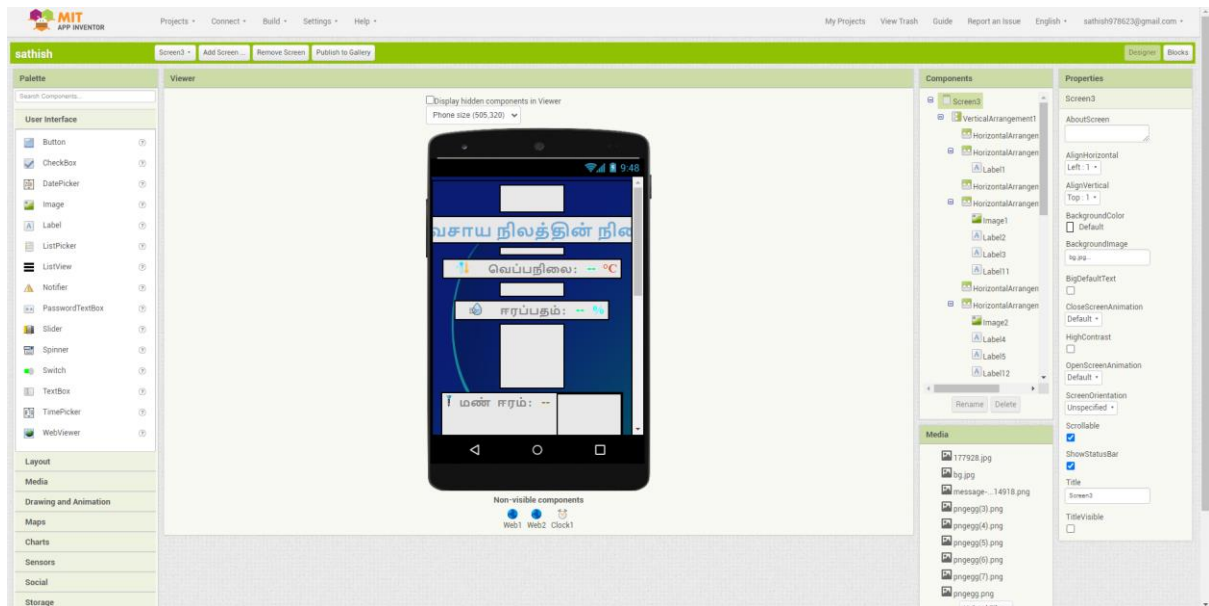 MIT
APP INVENTOR
Projects Connect Build Settings Help
My Projects View Trash Guide Report an Issue English sathish978623@gmail.com
sathish
Screen3 Add Screen ... Remove Screen Publish to Gallery
Designer Blocks
Palette
Search Components...
User Interface
Button
CheckBox
DatePicker
Image
Label
ListPicker
ListView
Notifier
PasswordTextBox
Slider
Spinner
Switch
TextBox
TimePicker
WebViewer
Layout
Media
Drawing and Animation
Maps
Charts
Sensors
Social
Storage
Viewer
Display hidden components in Viewer
Phone size (505,320)
9:48
வசாய நிலத்தின் நிலை
வெப்பநிலை: -- °C
ஈரப்பதம்: -- %
மண் ஈரம்: --
Non-visible components
Web1 Web2 Clock1
Components
Screen3
VerticalArrangement1
HorizontalArrangen
HorizontalArrangen
Label1
HorizontalArrangen
HorizontalArrangen
Image1
Label2
Label3
Label11
HorizontalArrangen
HorizontalArrangen
Image2
Label4
Label5
Label12
Rename Delete
Media
177928.jpg
bg.jpg
message-...14918.png
pngegg(3).png
pngegg(4).png
pngegg(5).png
pngegg(6).png
pngegg(7).png
pngegg.png
Properties
Screen3
AboutScreen
AlignHorizontal
Left : 1
AlignVertical
Top : 1
BackgroundColor
Default
BackgroundImage
bg.jpg...
BigDefaultText
CloseScreenAnimation
Default
HighContrast
OpenScreenAnimation
Default
ScreenOrientation
Unspecified
Scrollable
ShowStatusBar
Title
Screen3
TitleVisible